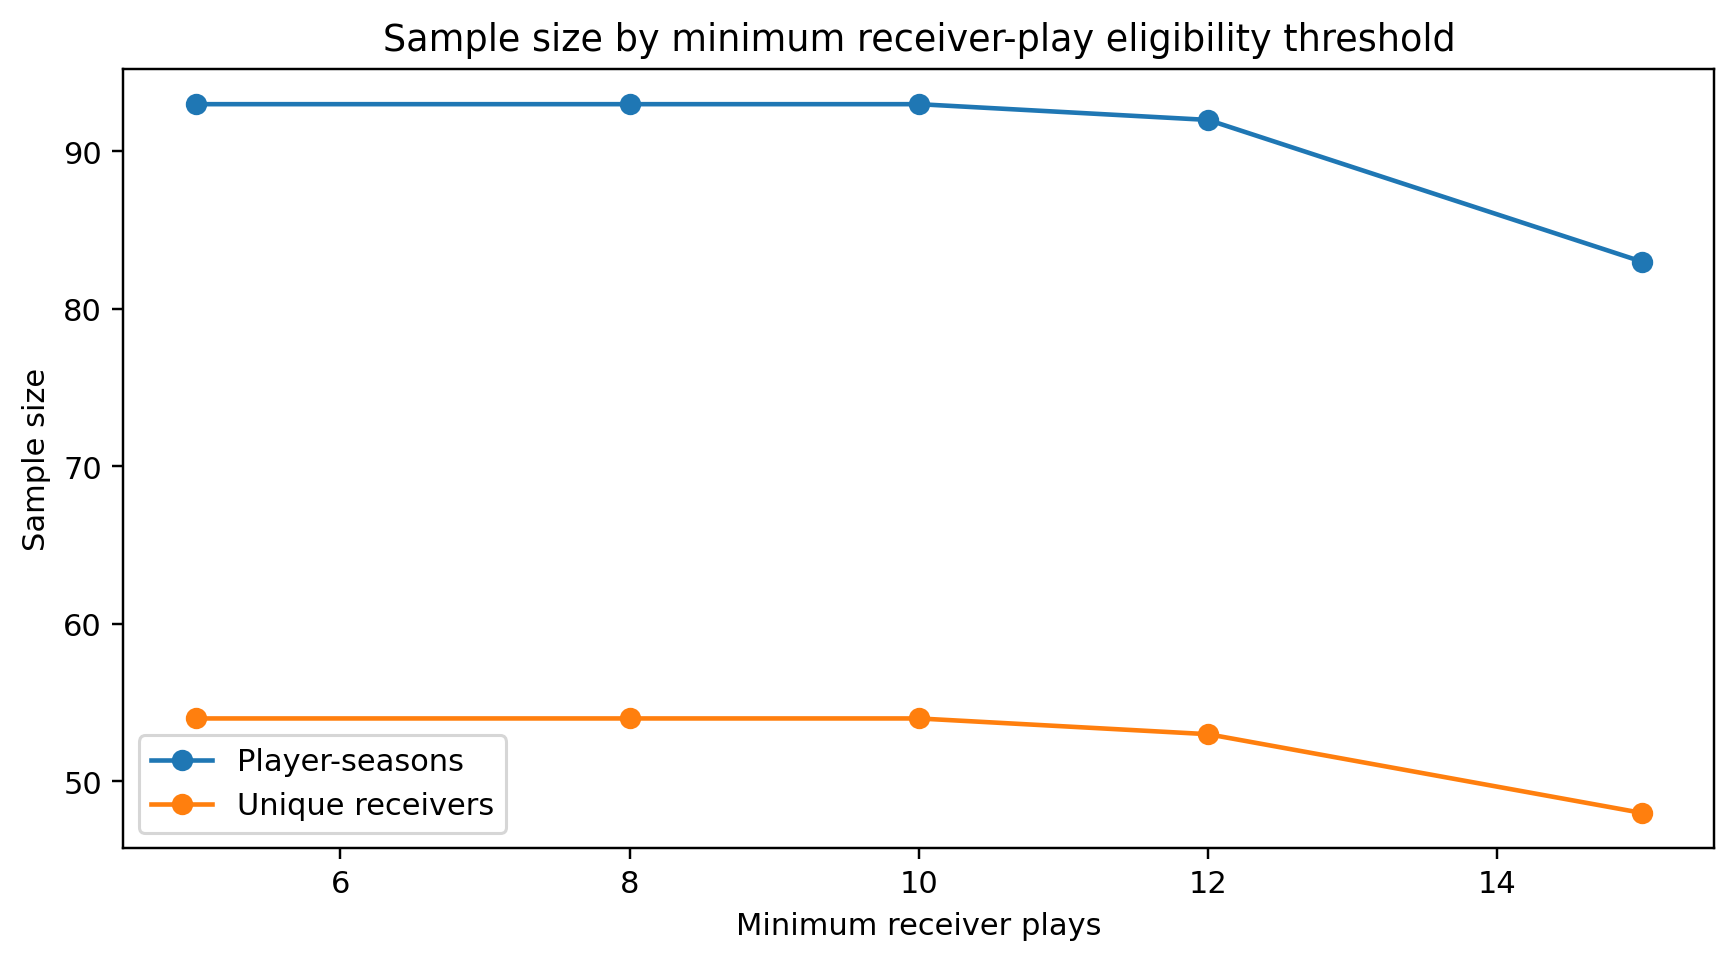 Sample size by minimum receiver-play eligibility threshold
Sample size
90
80
70
60
50
Player-seasons
Unique receivers
6 8 10 12 14
Minimum receiver plays